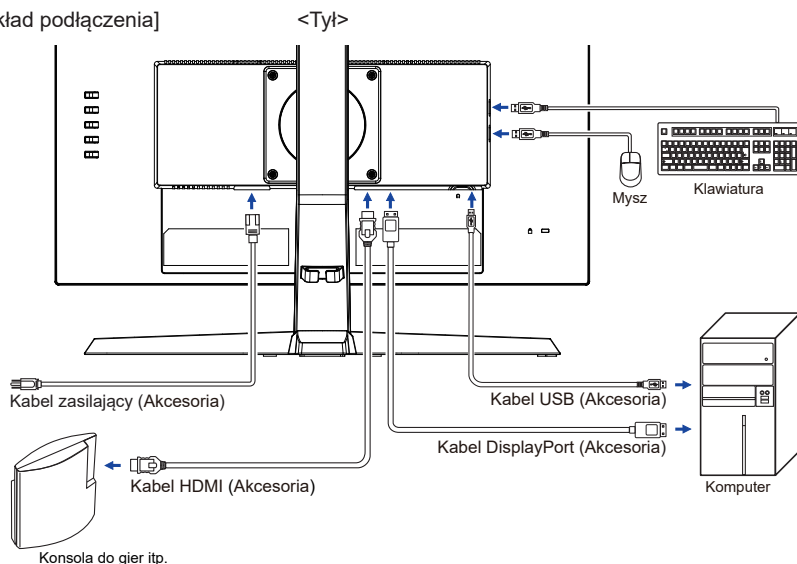 podłączenia]
<Tył>
Mysz
Klawiatura
Kabel zasilający (Akcesoria)
Kabel USB (Akcesoria)
Kabel DisplayPort (Akcesoria)
Kabel HDMI (Akcesoria)
Komputer
Konsola do gier itp.